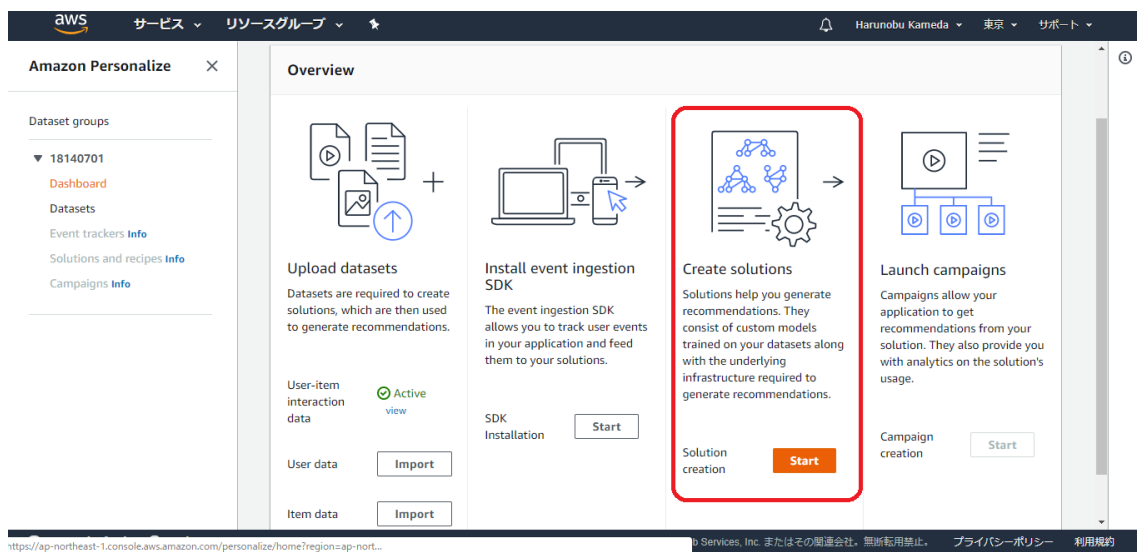 aws サービス リソースグループ Harunobu Kameda 東京 サポート
Amazon Personalize
Dataset groups
18140701
Dashboard
Datasets
Event trackers Info
Solutions and recipes Info
Campaigns Info
Overview
Upload datasets
Datasets are required to create
solutions, which are then used
to generate recommendations.
User-item
interaction
data
Active
view
User data
Import
Item data
Import
Install event ingestion
SDK
The event ingestion SDK
allows you to track user events
in your application and feed
them to your solutions.
SDK
Installation
Start
Create solutions
Solutions help you generate
recommendations. They
consist of custom models
trained on your datasets along
with the underlying
infrastructure required to
generate recommendations.
Solution
creation
Start
Launch campaigns
Campaigns allow your
application to get
recommendations from your
solution. They also provide you
with analytics on the solution's
usage.
Campaign
creation
Start
https://ap-northeast-1.console.aws.amazon.com/personalize/home?region=ap-nort...
b Services, Inc. またはその関連会社。無断転用禁止。 プライバシーポリシー 利用規約